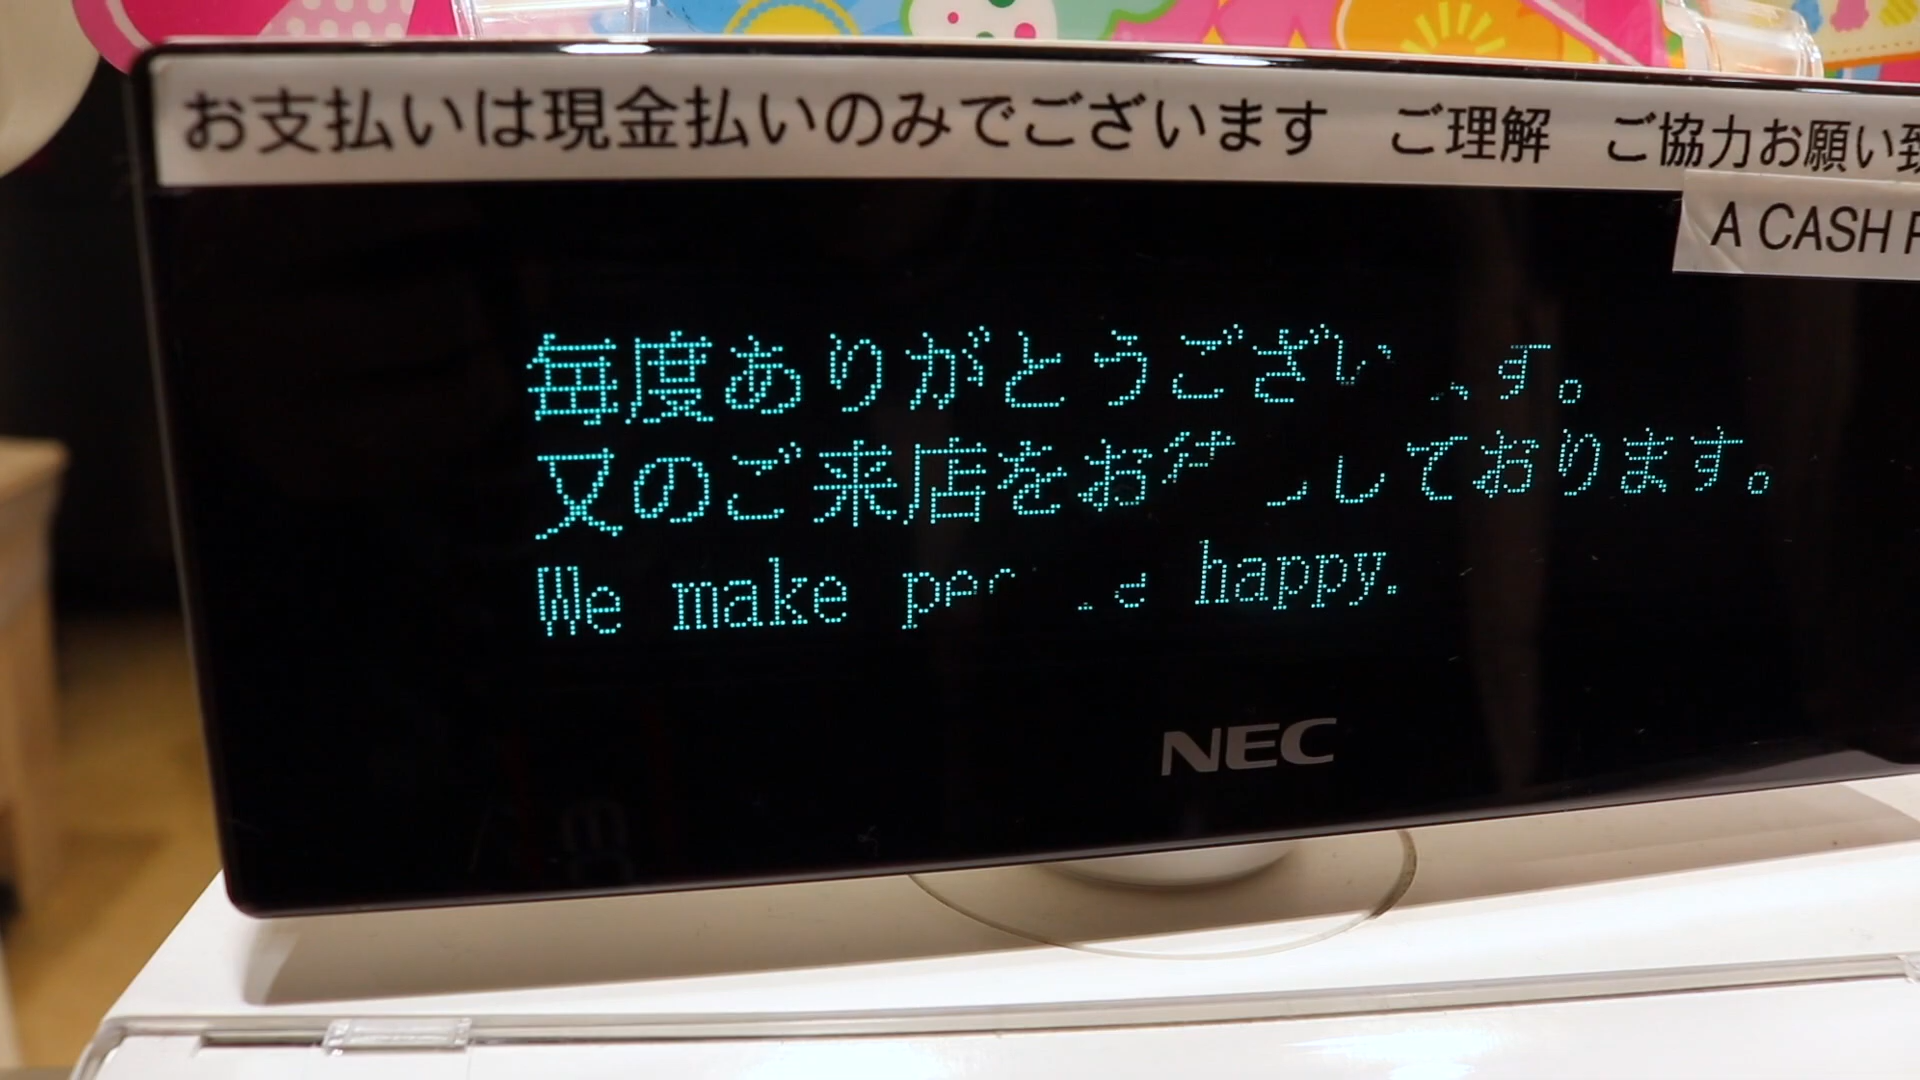 お支払いは現金払いのみでございます ご理解 ご協力お願い
A CASH
毎度ありがとうござい す。
又のご来店をお しております。
We make happy.
NEC